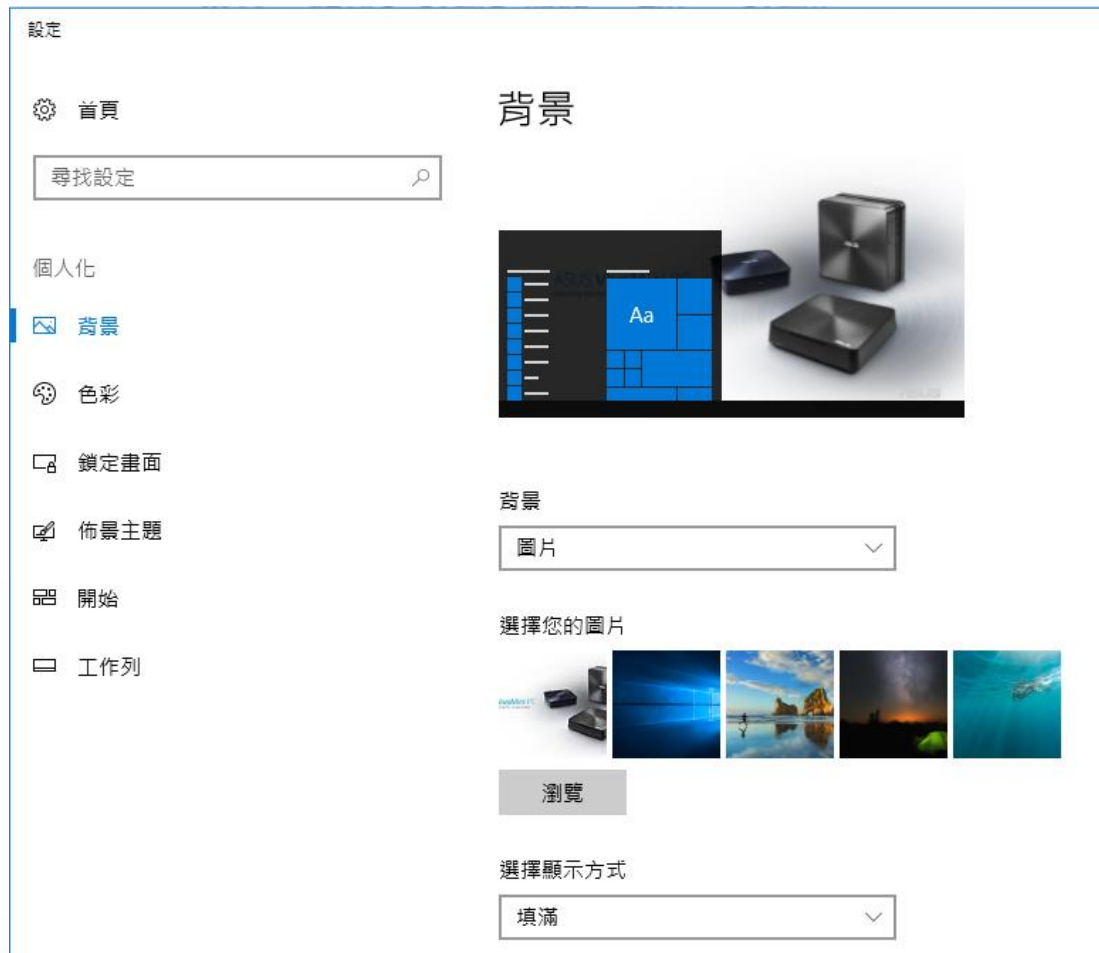 設定
首頁
尋找設定
個人化
背景
色彩
鎖定畫面
佈景主題
開始
工作列
背景
Aa
背景
圖片
選擇您的圖片
瀏覽
選擇顯示方式
填滿